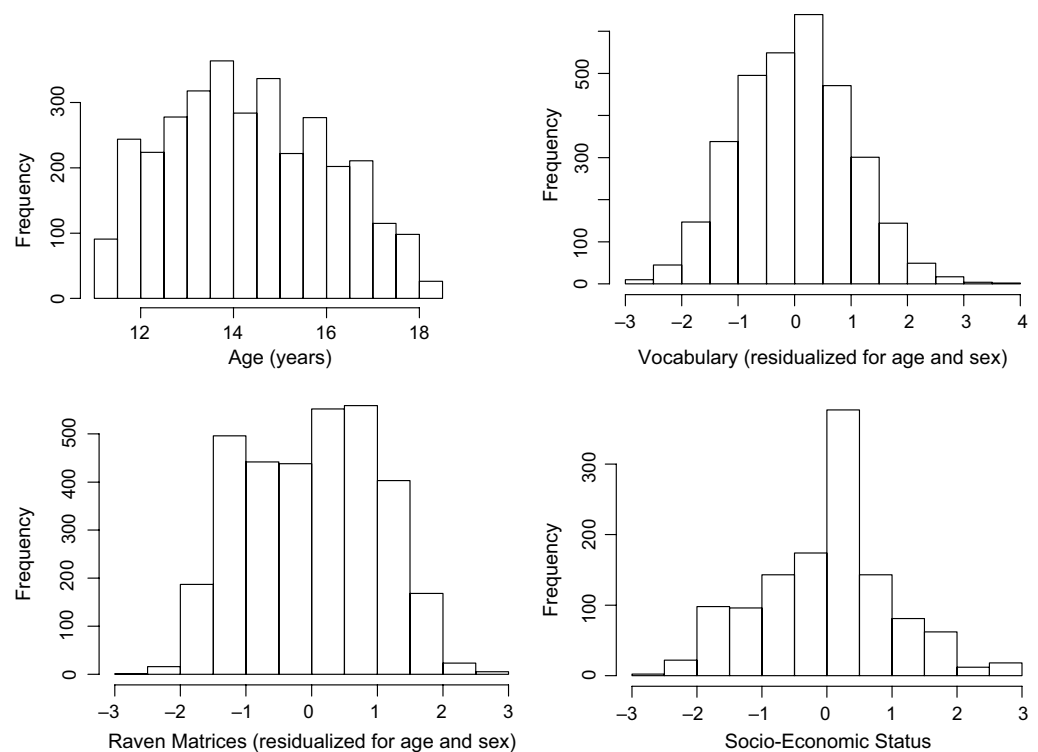 Frequency
0 100 200 300
12 14 16 18
Age (years)
Frequency
0 100 300 500
–3 –2 –1 0 1 2 3 4
Vocabulary (residualized for age and sex)
Frequency
0 100 200 300 400 500
–3 –2 –1 0 1 2 3
Raven Matrices (residualized for age and sex)
Frequency
0 100 200 300
–3 –2 –1 0 1 2 3
Socio-Economic Status